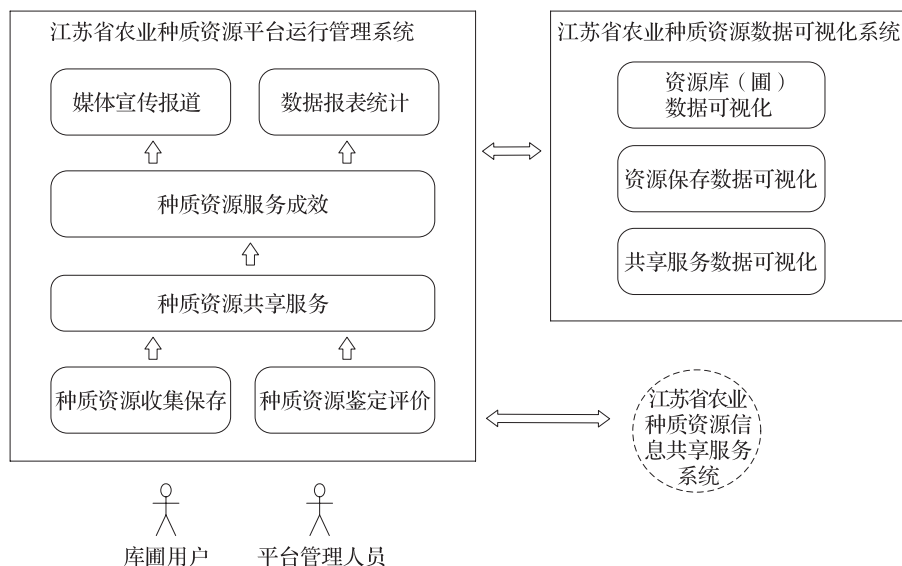 江苏省农业种质资源平台运行管理系统
媒体宣传报道
数据报表统计
种质资源服务成效
种质资源共享服务
种质资源收集保存
种质资源鉴定评价
江苏省农业种质资源数据可视化系统
资源库（圃）
数据可视化
资源保存数据可视化
共享服务数据可视化
江苏省农业
种质资源信
息共享服务
系统
库圃用户
平台管理人员